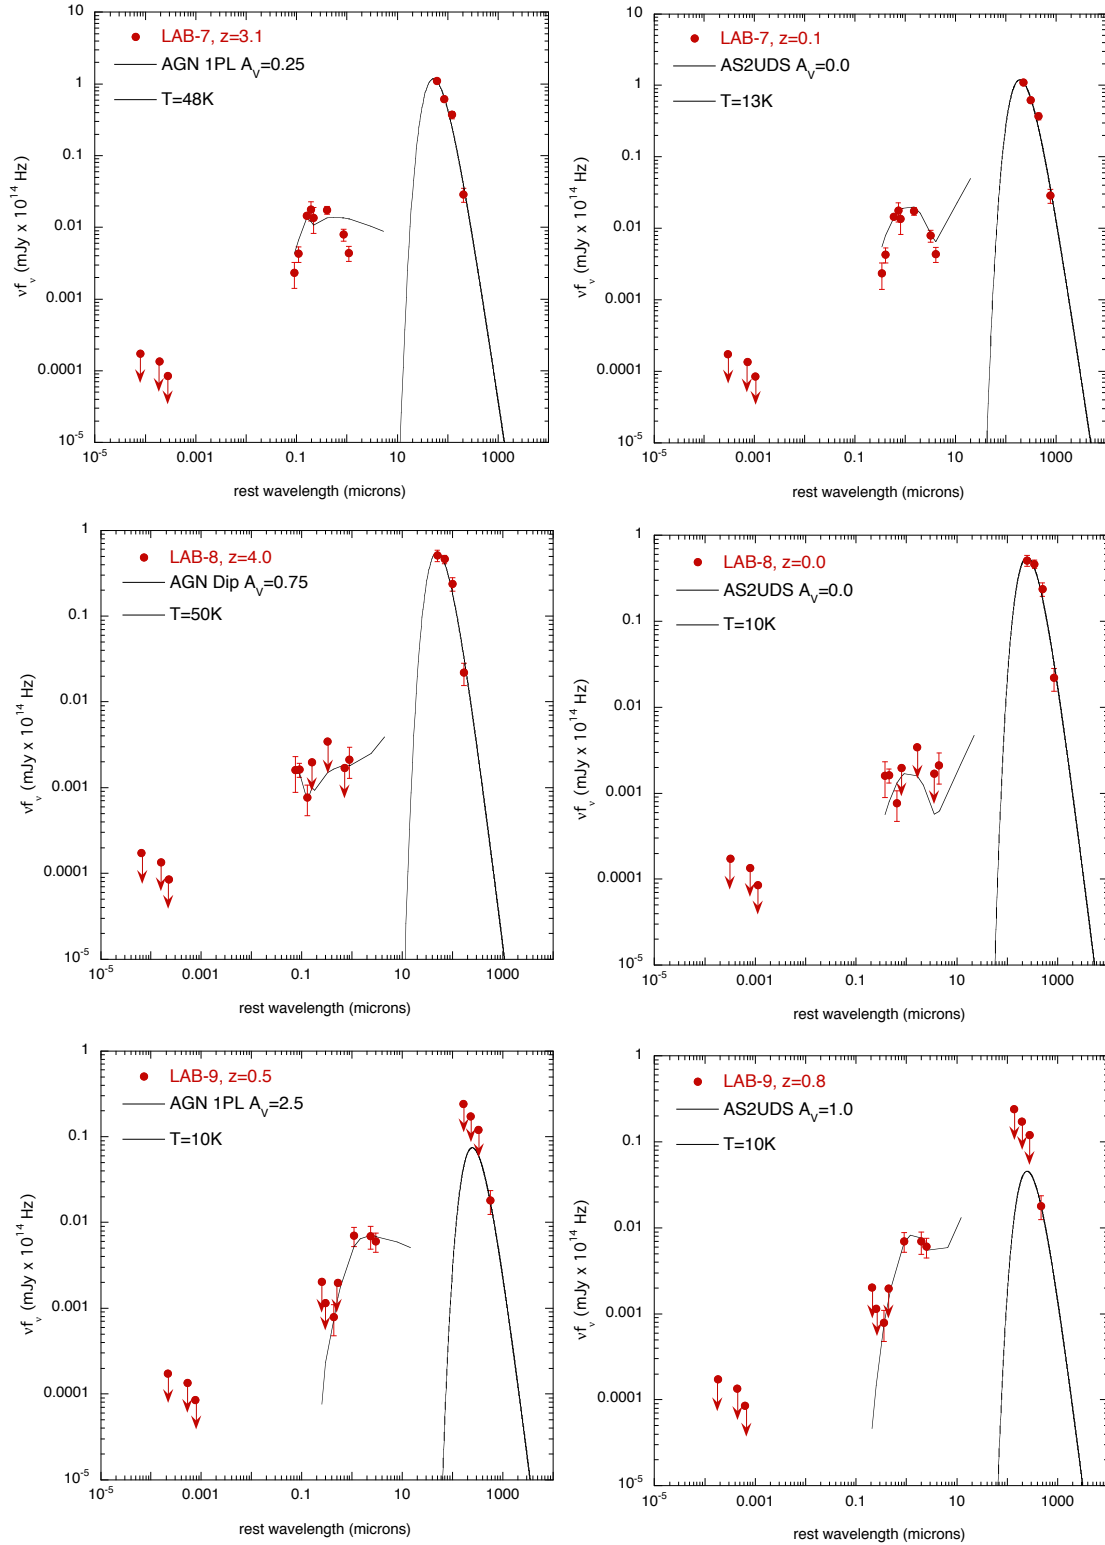 LAB-7, z=3.1
AGN 1PL A_V=0.25
T=48K
νf_ν (mJy x 10^14 Hz)
10
1
0.1
0.01
0.001
0.0001
10^-5
10^-5 0.001 0.1 10 1000
rest wavelength (microns)
LAB-7, z=0.1
AS2UDS A_V=0.0
T=13K
νf_ν (mJy x 10^14 Hz)
10
1
0.1
0.01
0.001
0.0001
10^-5
10^-5 0.001 0.1 10 1000
rest wavelength (microns)
LAB-8, z=4.0
AGN Dip A_V=0.75
T=50K
νf_ν (mJy x 10^14 Hz)
1
0.1
0.01
0.001
0.0001
10^-5
10^-5 0.001 0.1 10 1000
rest wavelength (microns)
LAB-8, z=0.0
AS2UDS A_V=0.0
T=10K
νf_ν (mJy x 10^14 Hz)
1
0.1
0.01
0.001
0.0001
10^-5
10^-5 0.001 0.1 10 1000
rest wavelength (microns)
LAB-9, z=0.5
AGN 1PL A_V=2.5
T=10K
νf_ν (mJy x 10^14 Hz)
1
0.1
0.01
0.001
0.0001
10^-5
10^-5 0.001 0.1 10 1000
rest wavelength (microns)
LAB-9, z=0.8
AS2UDS A_V=1.0
T=10K
νf_ν (mJy x 10^14 Hz)
1
0.1
0.01
0.001
0.0001
10^-5
10^-5 0.001 0.1 10 1000
rest wavelength (microns)